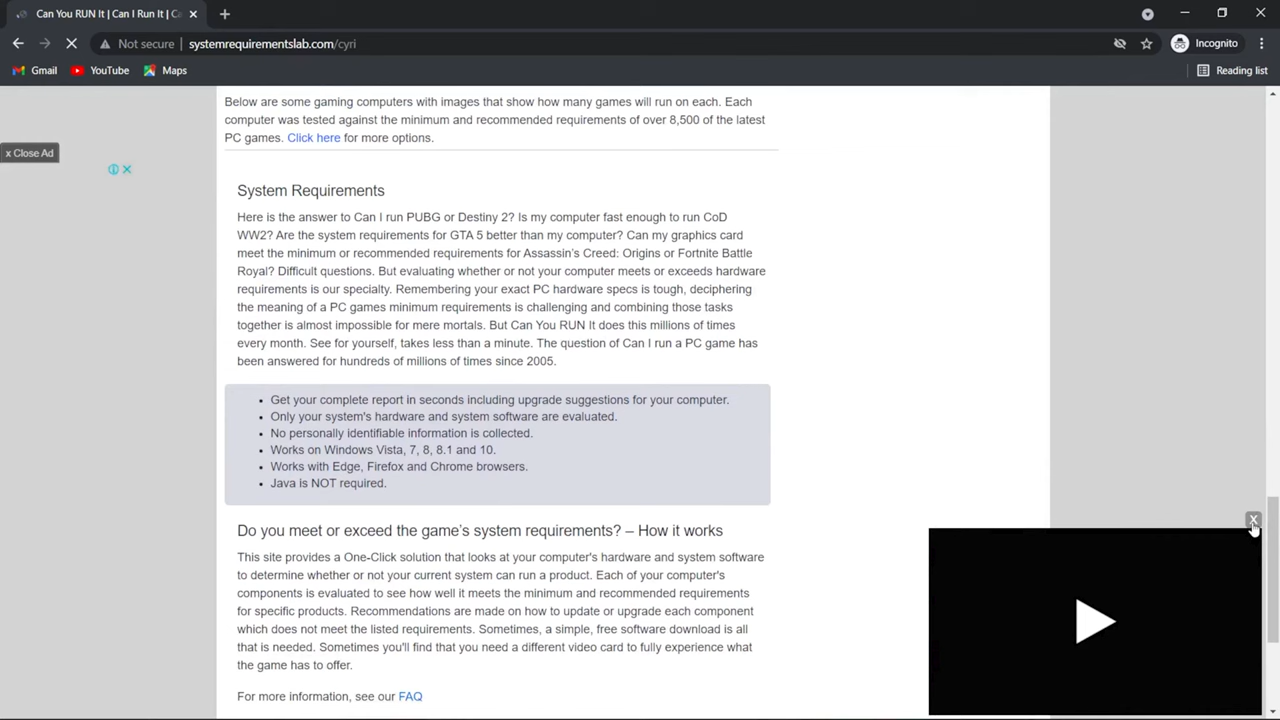 Can You RUN It | Can I Run It | C
Not secure
systemrequirementslab.com/cyri
Incognito
Gmail
YouTube
Maps
Reading list
Below are some gaming computers with images that show how many games will run on each. Each
computer was tested against the minimum and recommended requirements of over 8,500 of the latest
PC games. Click here for more options.
x Close Ad
System Requirements
Here is the answer to Can I run PUBG or Destiny 2? Is my computer fast enough to run CoD
WW2? Are the system requirements for GTA 5 better than my computer? Can my graphics card
meet the minimum or recommended requirements for Assassin's Creed: Origins or Fortnite Battle
Royal? Difficult questions. But evaluating whether or not your computer meets or exceeds hardware
requirements is our specialty. Remembering your exact PC hardware specs is tough, deciphering
the meaning of a PC games minimum requirements is challenging and combining those tasks
together is almost impossible for mere mortals. But Can You RUN It does this millions of times
every month. See for yourself, takes less than a minute. The question of Can I run a PC game has
been answered for hundreds of millions of times since 2005.
• Get your complete report in seconds including upgrade suggestions for your computer.
• Only your system's hardware and system software are evaluated.
• No personally identifiable information is collected.
• Works on Windows Vista, 7, 8, 8.1 and 10.
• Works with Edge, Firefox and Chrome browsers.
• Java is NOT required.
Do you meet or exceed the game's system requirements? – How it works
This site provides a One-Click solution that looks at your computer's hardware and system software
to determine whether or not your current system can run a product. Each of your computer's
components is evaluated to see how well it meets the minimum and recommended requirements
for specific products. Recommendations are made on how to update or upgrade each component
which does not meet the listed requirements. Sometimes, a simple, free software download is all
that is needed. Sometimes you'll find that you need a different video card to fully experience what
the game has to offer.
For more information, see our FAQ
X